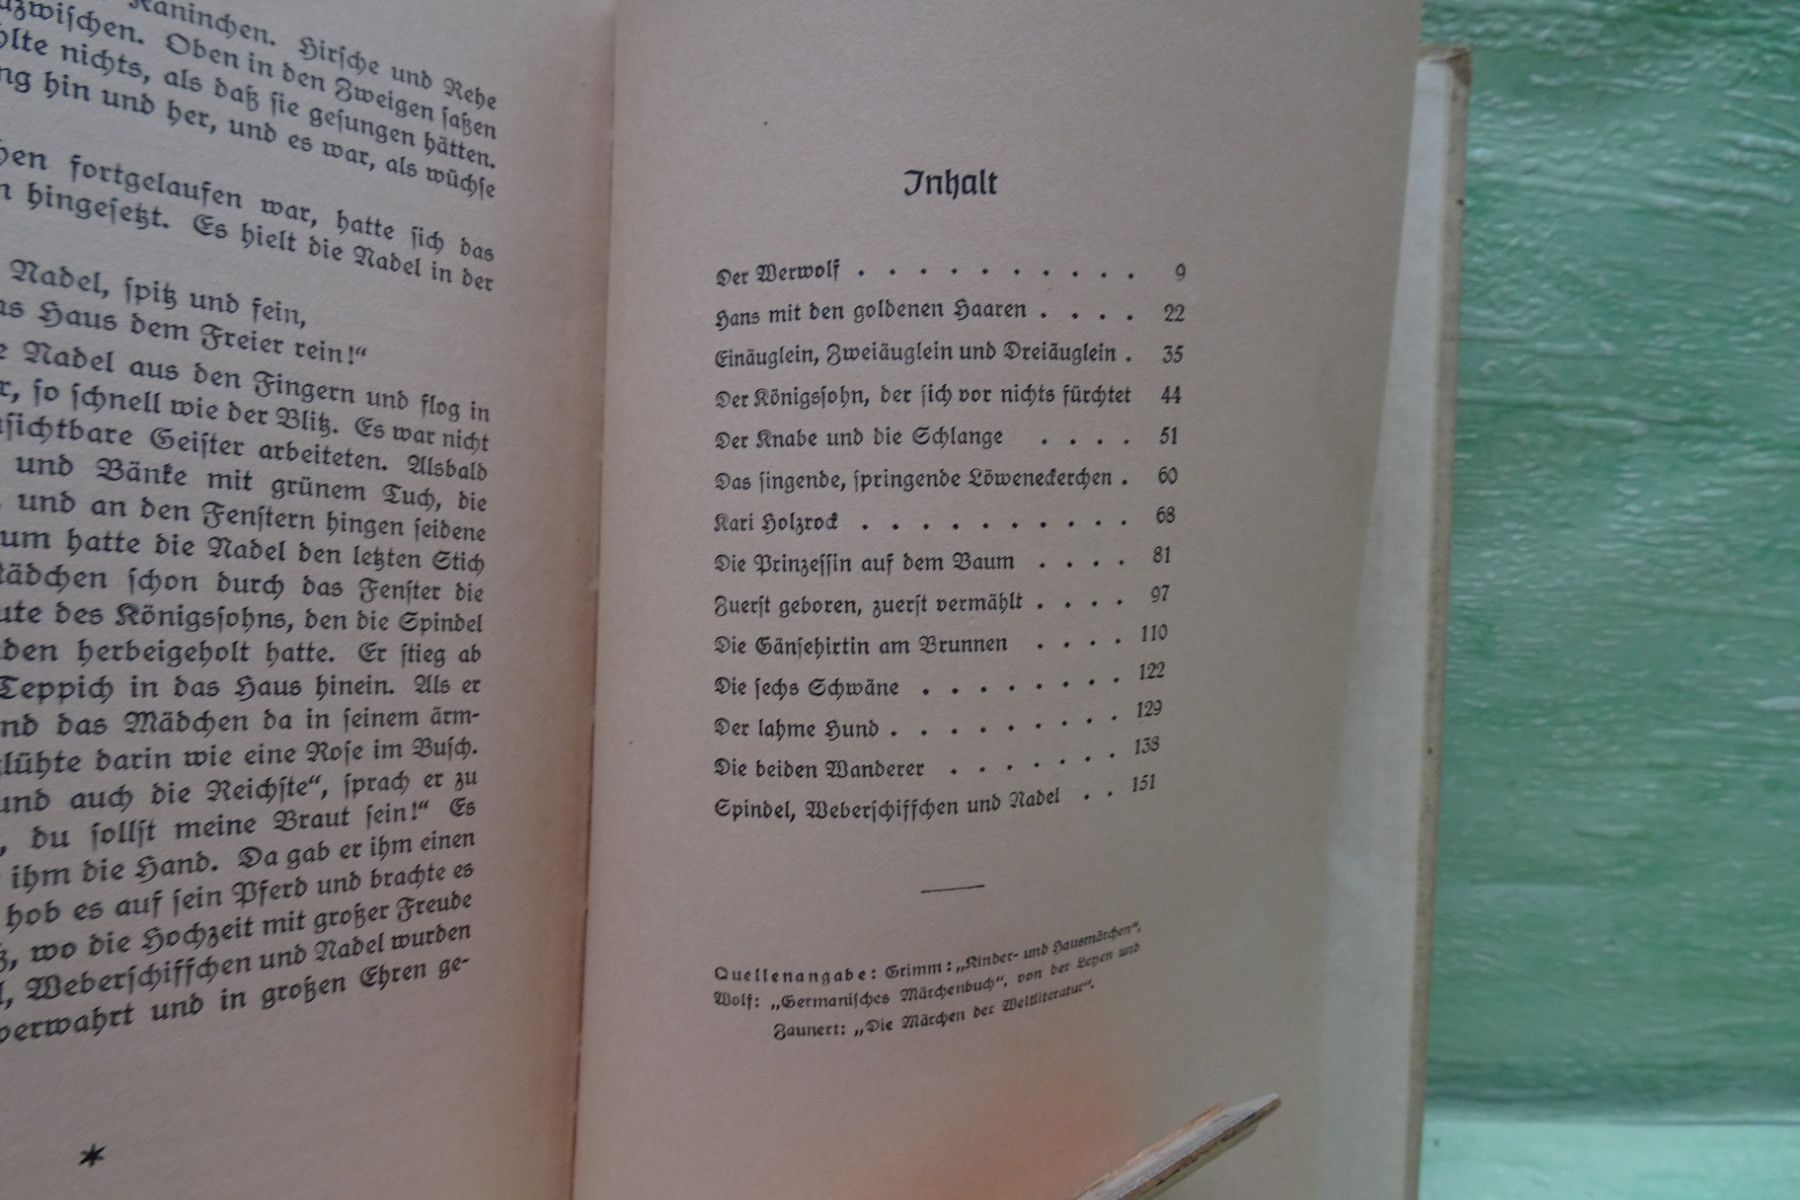 Kaninchen. Hirsche und Rehe
zwischen. Oben in den Zweigen saßen
nichts, als daß sie gesungen hätten.
hin und her, und es war, als wüchse
fortgelaufen war, hatte sich das
hingesetzt. Es hielt die Nadel in der
Nadel, spitz und fein,
Haus dem Freier rein!“
Nadel aus den Fingern und flog in
so schnell wie der Blitz. Es war nicht
sichtbare Geister arbeiteten. Alsbald
und Bänke mit grünem Tuch, die
und an den Fenstern hingen seidene
um hatte die Nadel den letzten Stich
ädchen schon durch das Fenster die
ute des Königssohns, den die Spindel
den herbeigeholt hatte. Er stieg ab
Teppich in das Haus hinein. Als er
nd das Mädchen da in seinem ärm-
lühte darin wie eine Rose im Busch.
und auch die Reichste“, sprach er zu
, du sollst meine Braut sein!“ Es
ihm die Hand. Da gab er ihm einen
hob es auf sein Pferd und brachte es
ß, wo die Hochzeit mit großer Freude
l, Weberschiffchen und Nadel wurden
verwahrt und in großen Ehren ge-
*
Inhalt
Der Werwolf . . . . . . . . . . 9
Hans mit den goldenen Haaren . . . . 22
Einäuglein, Zweiäuglein und Dreiäuglein . 35
Der Königssohn, der sich vor nichts fürchtet 44
Der Knabe und die Schlange . . . . 51
Das singende, springende Löweneckerchen . 60
Kari Holzrock . . . . . . . . . . 68
Die Prinzessin auf dem Baum . . . . 81
Zuerst geboren, zuerst vermählt . . . . 97
Die Gänsehirtin am Brunnen . . . . 110
Die sechs Schwäne . . . . . . . . 122
Der lahme Hund . . . . . . . . . 129
Die beiden Wanderer . . . . . . . 138
Spindel, Weberschiffchen und Nadel . . 151
Quellenangabe: Grimm: „Kinder- und Hausmärchen“,
Wolf: „Germanisches Märchenbuch“, von der Leyen und
Zaunert: „Die Märchen der Weltliteratur“.